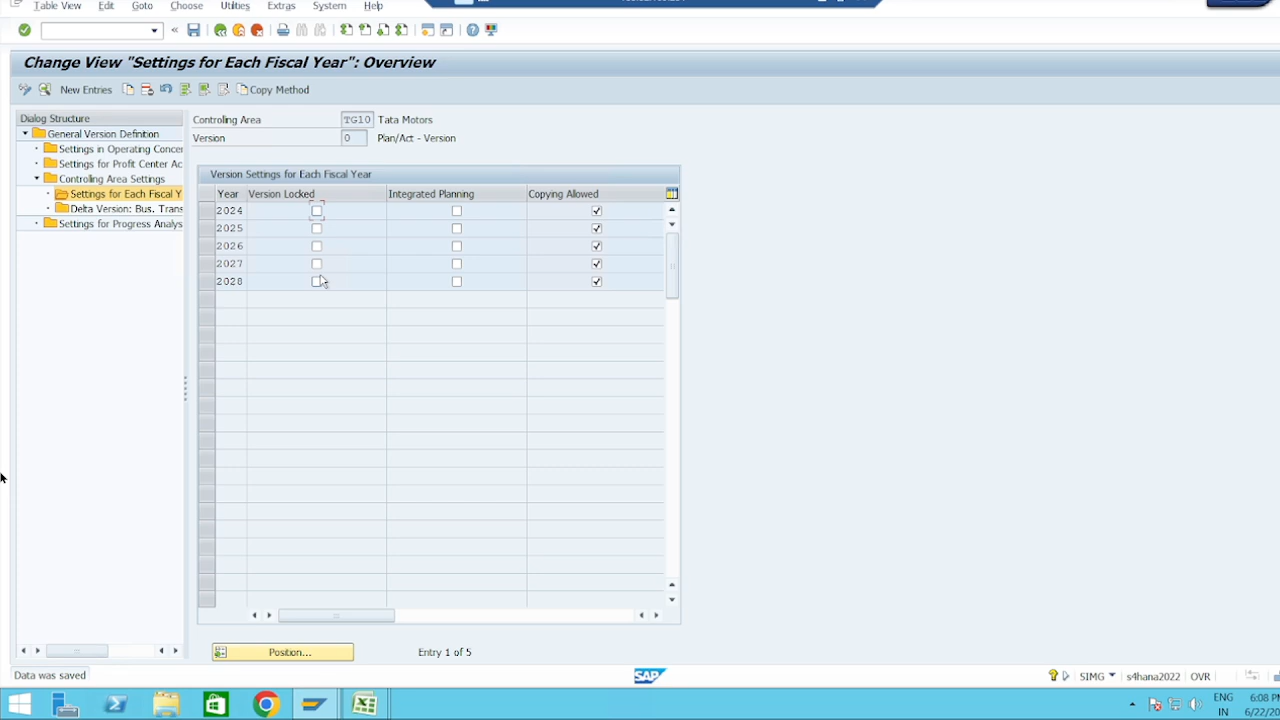 Table View Edit Goto Choose Utilities Extras System Help
Change View "Settings for Each Fiscal Year": Overview
New Entries Copy Method
Dialog Structure
General Version Definition
Settings in Operating Concer
Settings for Profit Center Ac
Controling Area Settings
Settings for Each Fiscal Y
Delta Version: Bus. Trans
Settings for Progress Analys
Controling Area TG10 Tata Motors
Version 0 Plan/Act - Version
Version Settings for Each Fiscal Year
Year Version Locked Integrated Planning Copying Allowed
2024
2025
2026
2027
2028
Position... Entry 1 of 5
Data was saved
SAP
SIMG s4hana2022 OVR
ENG 6:08 P
IN 6/22/20